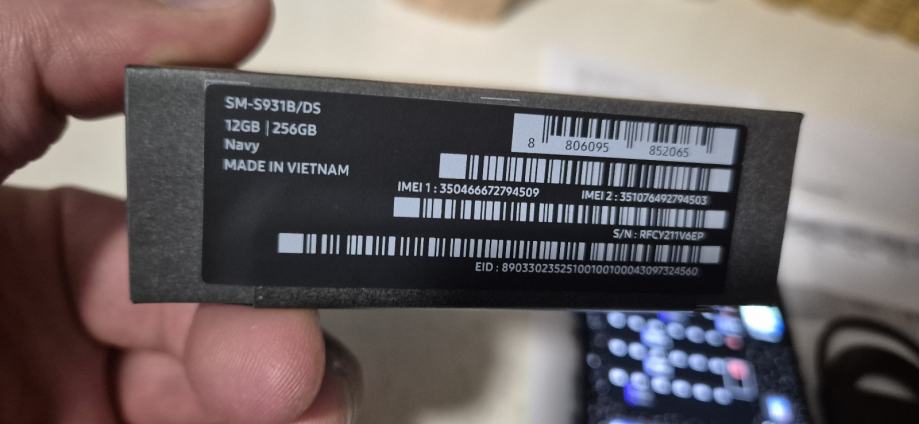 SM-S931B/DS
12GB | 256GB
Navy
MADE IN VIETNAM
8 806095 852065
IMEI 1 : 350466672794509 IMEI 2 : 351076492794503
S/N : RFCY211V6EP
EID : 89033023525100100100043097324560